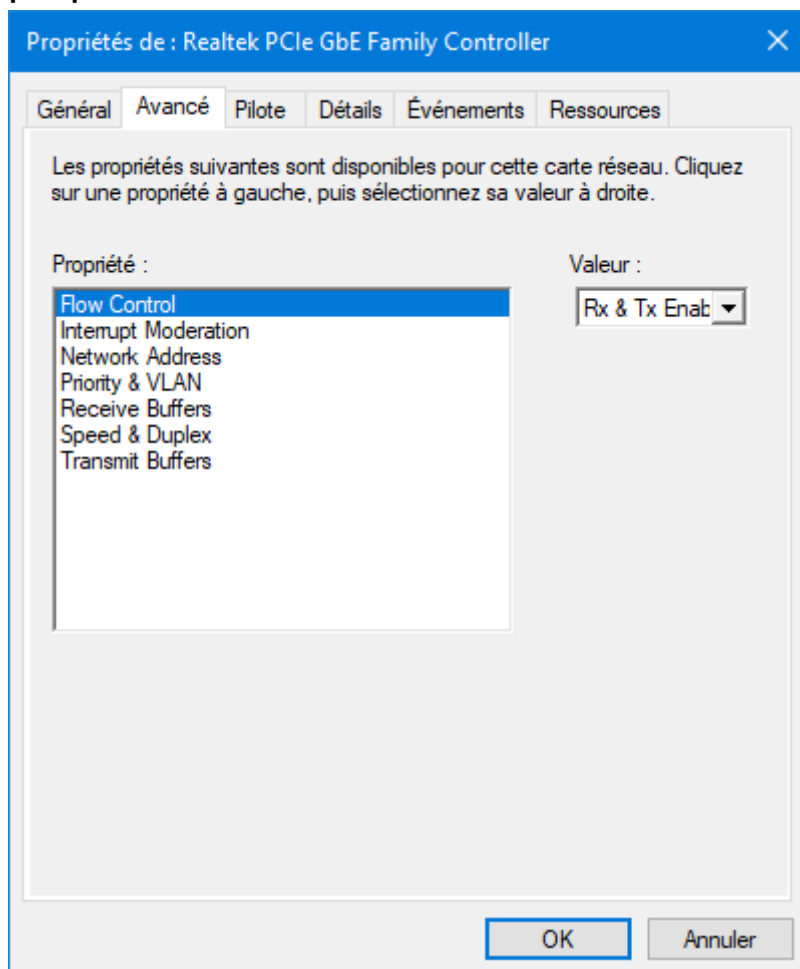 Propriétés de : Realtek PCIe GbE Family Controller
Général Avancé Pilote Détails Événements Ressources
Les propriétés suivantes sont disponibles pour cette carte réseau. Cliquez
sur une propriété à gauche, puis sélectionnez sa valeur à droite.
Propriété :
Valeur :
Flow Control
Rx & Tx Enab
Interrupt Moderation
Network Address
Priority & VLAN
Receive Buffers
Speed & Duplex
Transmit Buffers
OK Annuler